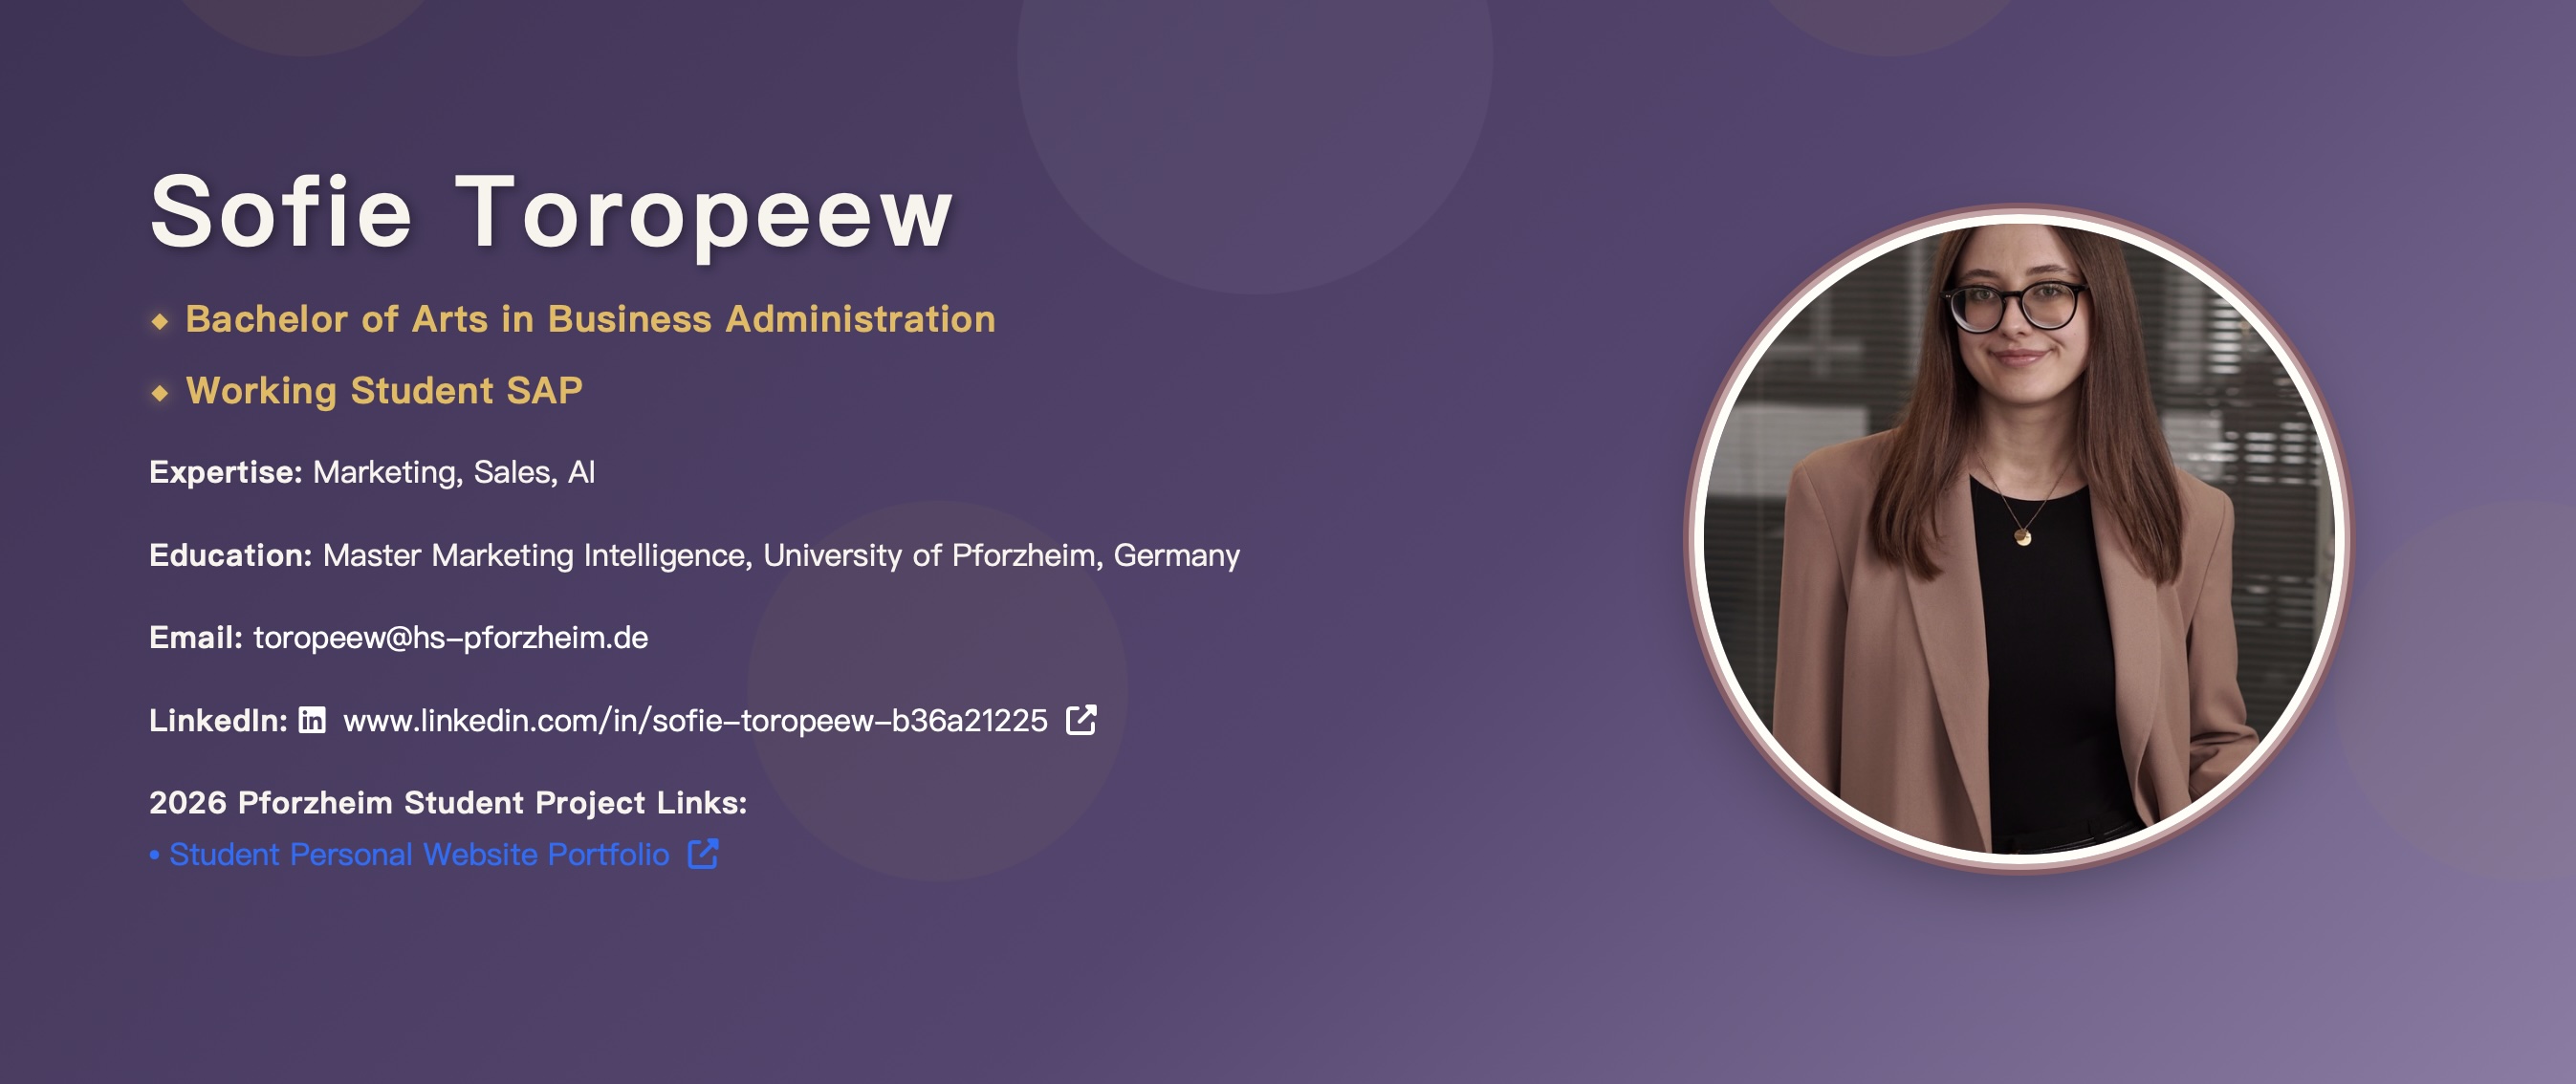 Sofie Toropeew
◆ Bachelor of Arts in Business Administration
◆ Working Student SAP
Expertise: Marketing, Sales, AI
Education: Master Marketing Intelligence, University of Pforzheim, Germany
Email: toropeew@hs-pforzheim.de
LinkedIn: in www.linkedin.com/in/sofie-toropeew-b36a21225
2026 Pforzheim Student Project Links:
• Student Personal Website Portfolio